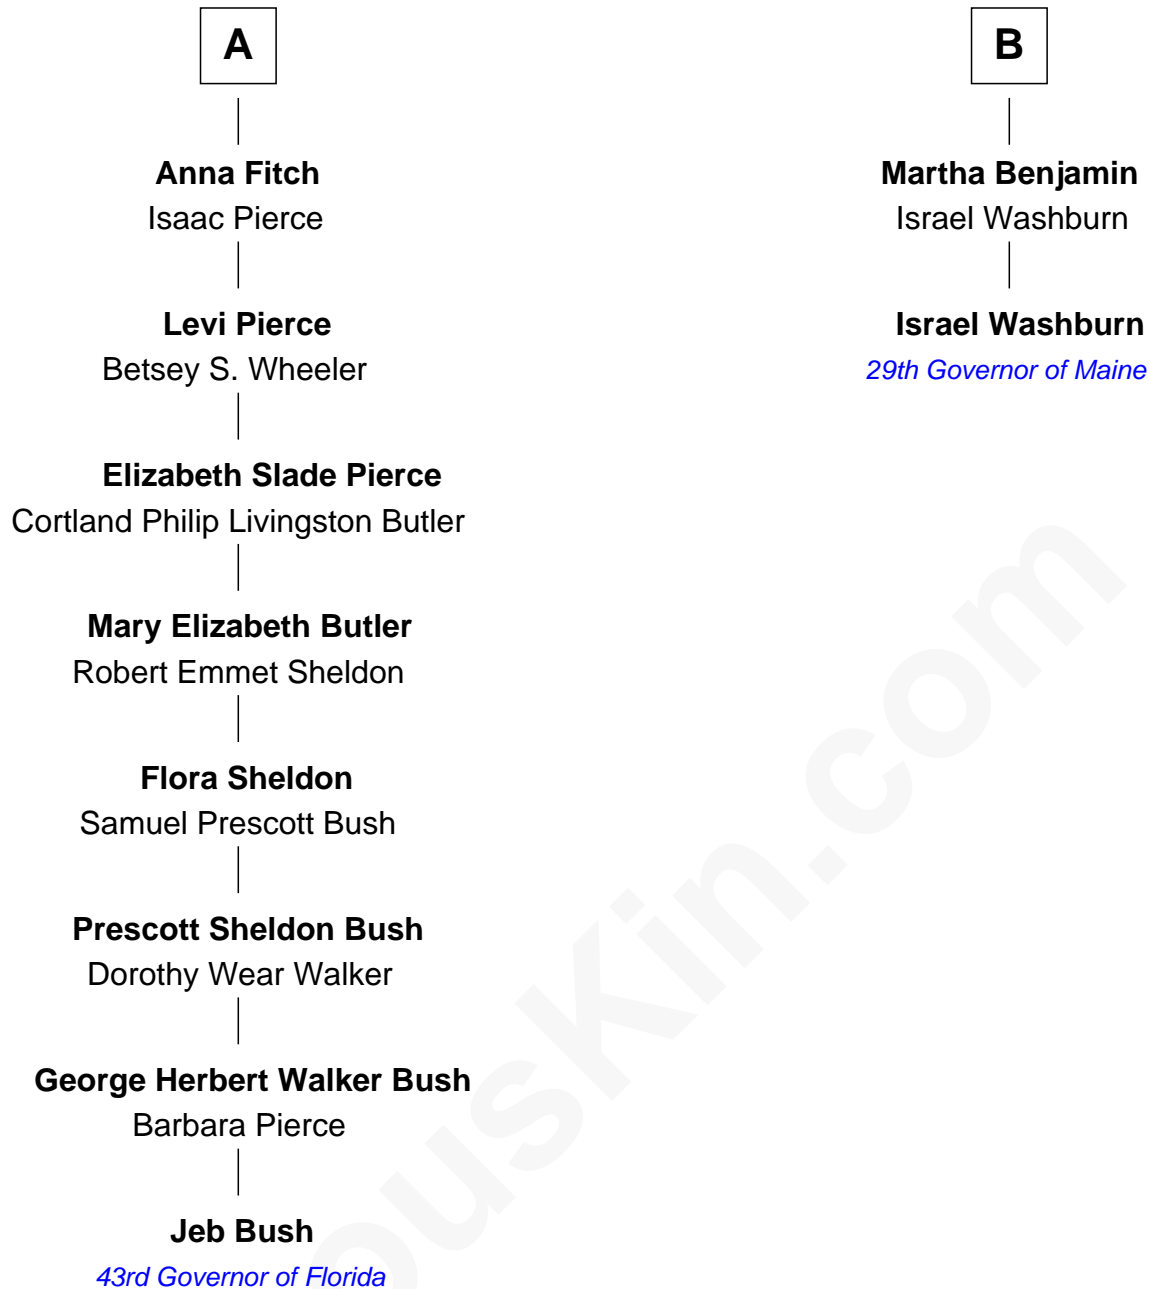 A
Anna Fitch
Isaac Pierce
Levi Pierce
Betsey S. Wheeler
Elizabeth Slade Pierce
Cortland Philip Livingston Butler
Mary Elizabeth Butler
Robert Emmet Sheldon
Flora Sheldon
Samuel Prescott Bush
Prescott Sheldon Bush
Dorothy Wear Walker
George Herbert Walker Bush
Barbara Pierce
Jeb Bush
43rd Governor of Florida
B
Martha Benjamin
Israel Washburn
Israel Washburn
29th Governor of Maine
ousKin.com